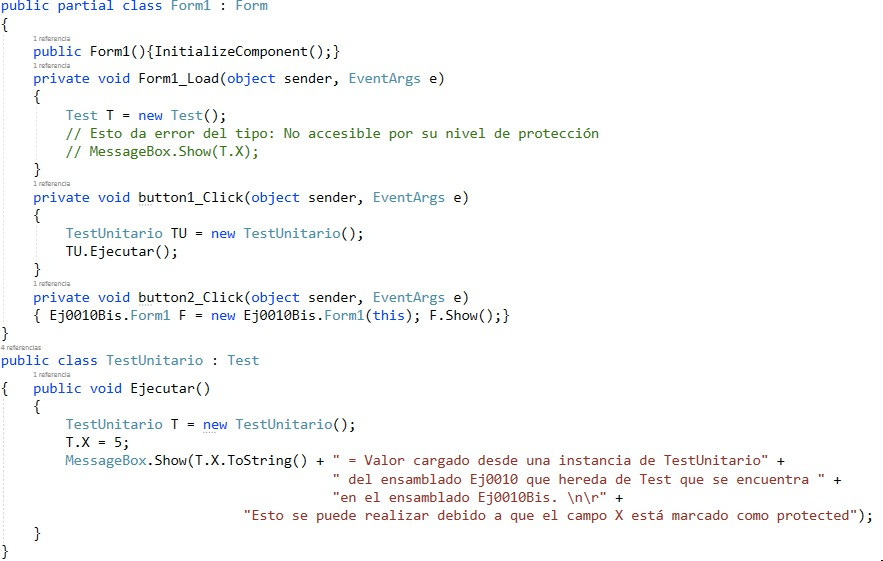 public partial class Form1 : Form
{
1 referencia
public Form1(){InitializeComponent();}
1 referencia
private void Form1_Load(object sender, EventArgs e)
{
Test T = new Test();
// Esto da error del tipo: No accesible por su nivel de protección
// MessageBox.Show(T.X);
}
1 referencia
private void button1_Click(object sender, EventArgs e)
{
TestUnitario TU = new TestUnitario();
TU.Ejecutar();
}
1 referencia
private void button2_Click(object sender, EventArgs e)
{ Ej0010Bis.Form1 F = new Ej0010Bis.Form1(this); F.Show();}
}
4 referencias
public class TestUnitario : Test
1 referencia
{ public void Ejecutar()
{
TestUnitario T = new TestUnitario();
T.X = 5;
MessageBox.Show(T.X.ToString() + " = Valor cargado desde una instancia de TestUnitario" +
" del ensamblado Ej0010 que hereda de Test que se encuentra " +
"en el ensamblado Ej0010Bis. \n\r" +
"Esto se puede realizar debido a que el campo X está marcado como protected");
}
}